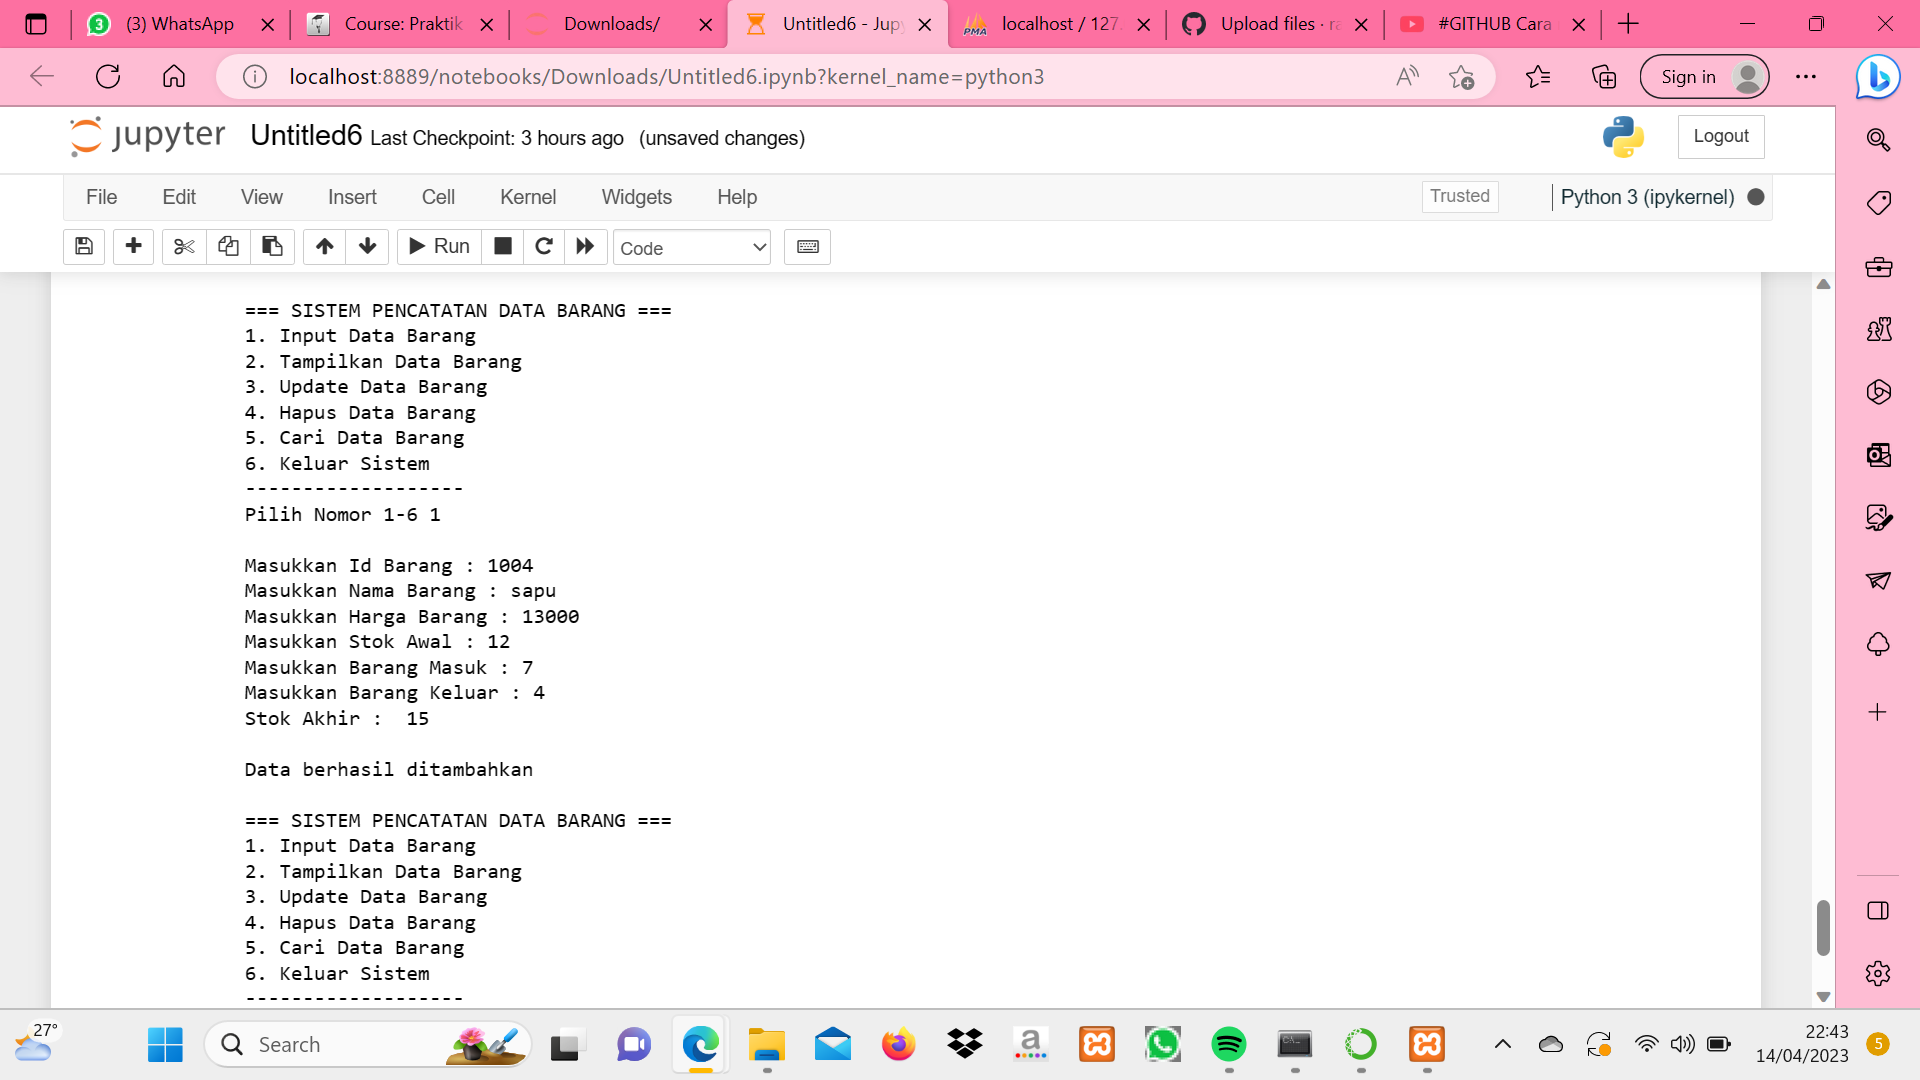 (3) WhatsApp
Course: Praktik
Downloads/
Untitled6 - Jup
localhost / 127.
Upload files · ra
#GITHUB Cara
localhost:8889/notebooks/Downloads/Untitled6.ipynb?kernel_name=python3
Sign in
jupyter Untitled6 Last Checkpoint: 3 hours ago (unsaved changes)
Logout
File Edit View Insert Cell Kernel Widgets Help
Trusted
Python 3 (ipykernel)
Run
Code
=== SISTEM PENCATATAN DATA BARANG ===
1. Input Data Barang
2. Tampilkan Data Barang
3. Update Data Barang
4. Hapus Data Barang
5. Cari Data Barang
6. Keluar Sistem
-------------------
Pilih Nomor 1-6 1
Masukkan Id Barang : 1004
Masukkan Nama Barang : sapu
Masukkan Harga Barang : 13000
Masukkan Stok Awal : 12
Masukkan Barang Masuk : 7
Masukkan Barang Keluar : 4
Stok Akhir :  15
Data berhasil ditambahkan
=== SISTEM PENCATATAN DATA BARANG ===
1. Input Data Barang
2. Tampilkan Data Barang
3. Update Data Barang
4. Hapus Data Barang
5. Cari Data Barang
6. Keluar Sistem
-------------------
27°
Search
22:43
14/04/2023
5